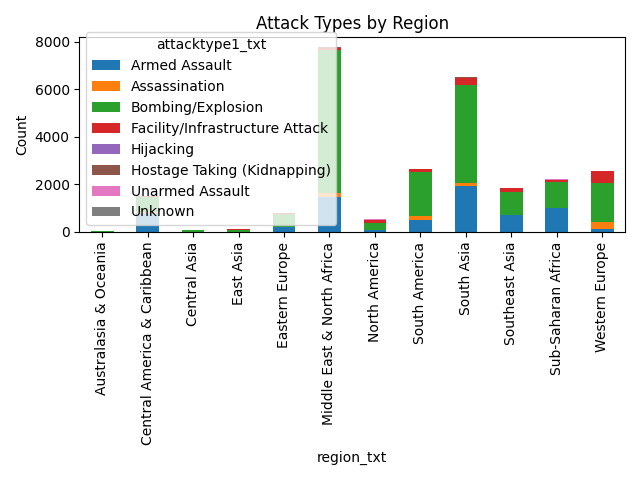 Attack Types by Region
attacktype1_txt
Armed Assault
Assassination
Bombing/Explosion
Facility/Infrastructure Attack
Hijacking
Hostage Taking (Kidnapping)
Unarmed Assault
Unknown
Count
8000
6000
4000
2000
0
Australasia & Oceania
Central America & Caribbean
Central Asia
East Asia
Eastern Europe
Middle East & North Africa
North America
South America
South Asia
Southeast Asia
Sub-Saharan Africa
Western Europe
region_txt